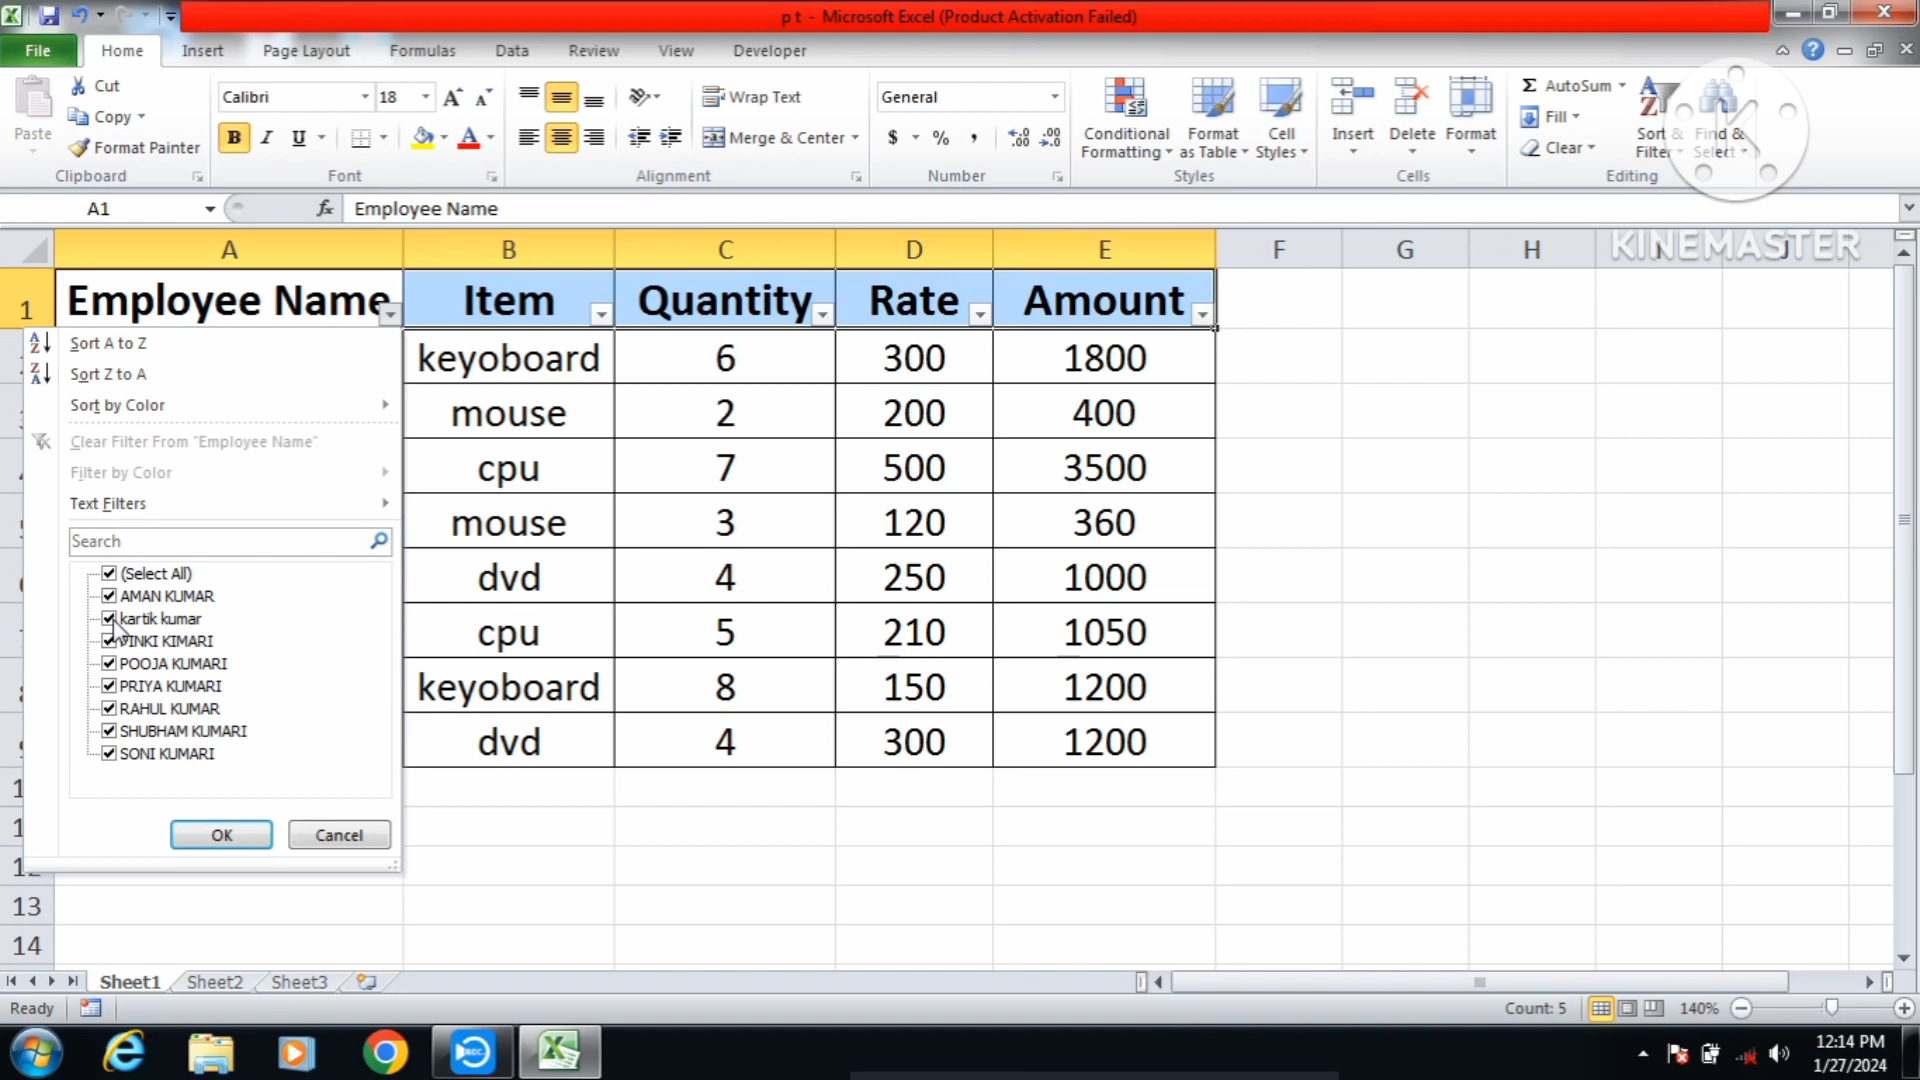 p t - Microsoft Excel (Product Activation Failed)
File Home Insert Page Layout Formulas Data Review View Developer
Paste
Cut
Copy
Format Painter
Clipboard
Calibri 18
B I U
Font
Wrap Text
Merge & Center
Alignment
General
$ % ,
Number
Conditional Formatting
Format as Table
Cell Styles
Styles
Insert Delete Format
Cells
AutoSum
Fill
Clear
Sort & Filter
Find & Select
Editing
A1 fx Employee Name
KINEMASTER
A B C D E F G H I J
1 Employee Name Item Quantity Rate Amount
keyoboard 6 300 1800
mouse 2 200 400
cpu 7 500 3500
mouse 3 120 360
dvd 4 250 1000
cpu 5 210 1050
keyoboard 8 150 1200
dvd 4 300 1200
Sort A to Z
Sort Z to A
Sort by Color
Clear Filter From "Employee Name"
Filter by Color
Text Filters
Search
(Select All)
AMAN KUMAR
kartik kumar
KIMARI
POOJA KUMARI
PRIYA KUMARI
RAHUL KUMAR
SHUBHAM KUMARI
SONI KUMARI
OK Cancel
13
14
Sheet1 Sheet2 Sheet3
Ready Count: 5 140%
REC
12:14 PM
1/27/2024